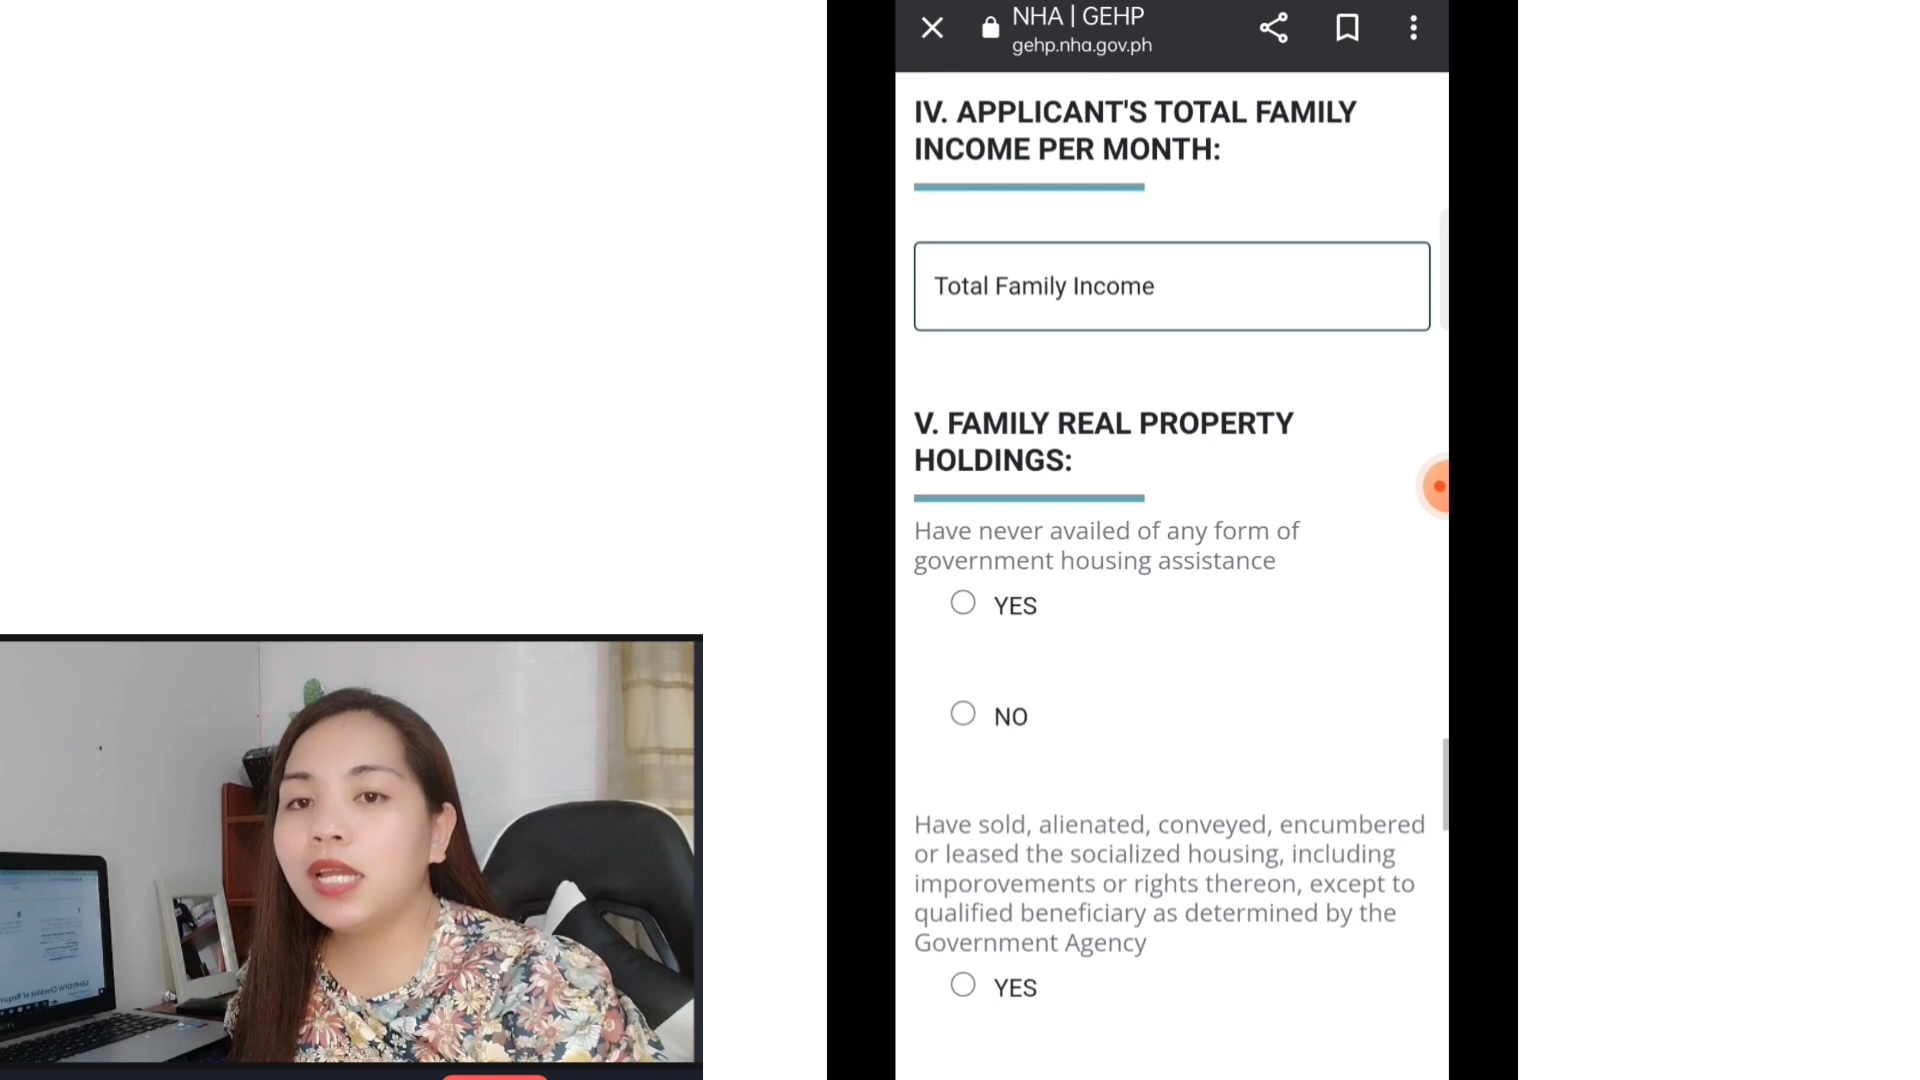 NHA | GEHP
gehp.nha.gov.ph
IV. APPLICANT'S TOTAL FAMILY
INCOME PER MONTH:
Total Family Income
V. FAMILY REAL PROPERTY
HOLDINGS:
Have never availed of any form of
government housing assistance
YES
NO
Have sold, alienated, conveyed, encumbered
or leased the socialized housing, including
imporovements or rights thereon, except to
qualified beneficiary as determined by the
Government Agency
YES